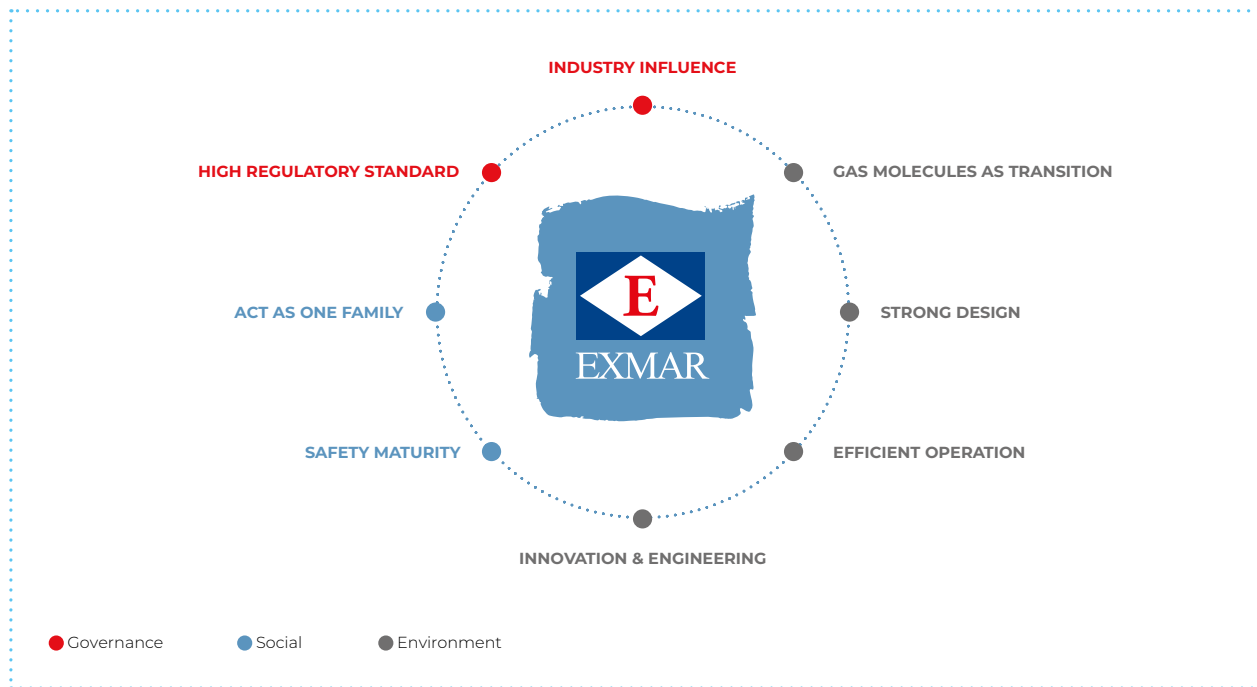 INDUSTRY INFLUENCE
HIGH REGULATORY STANDARD
GAS MOLECULES AS TRANSITION
E
ACT AS ONE FAMILY
STRONG DESIGN
EXMAR
SAFETY MATURITY
EFFICIENT OPERATION
INNOVATION & ENGINEERING
Governance
Social
Environment